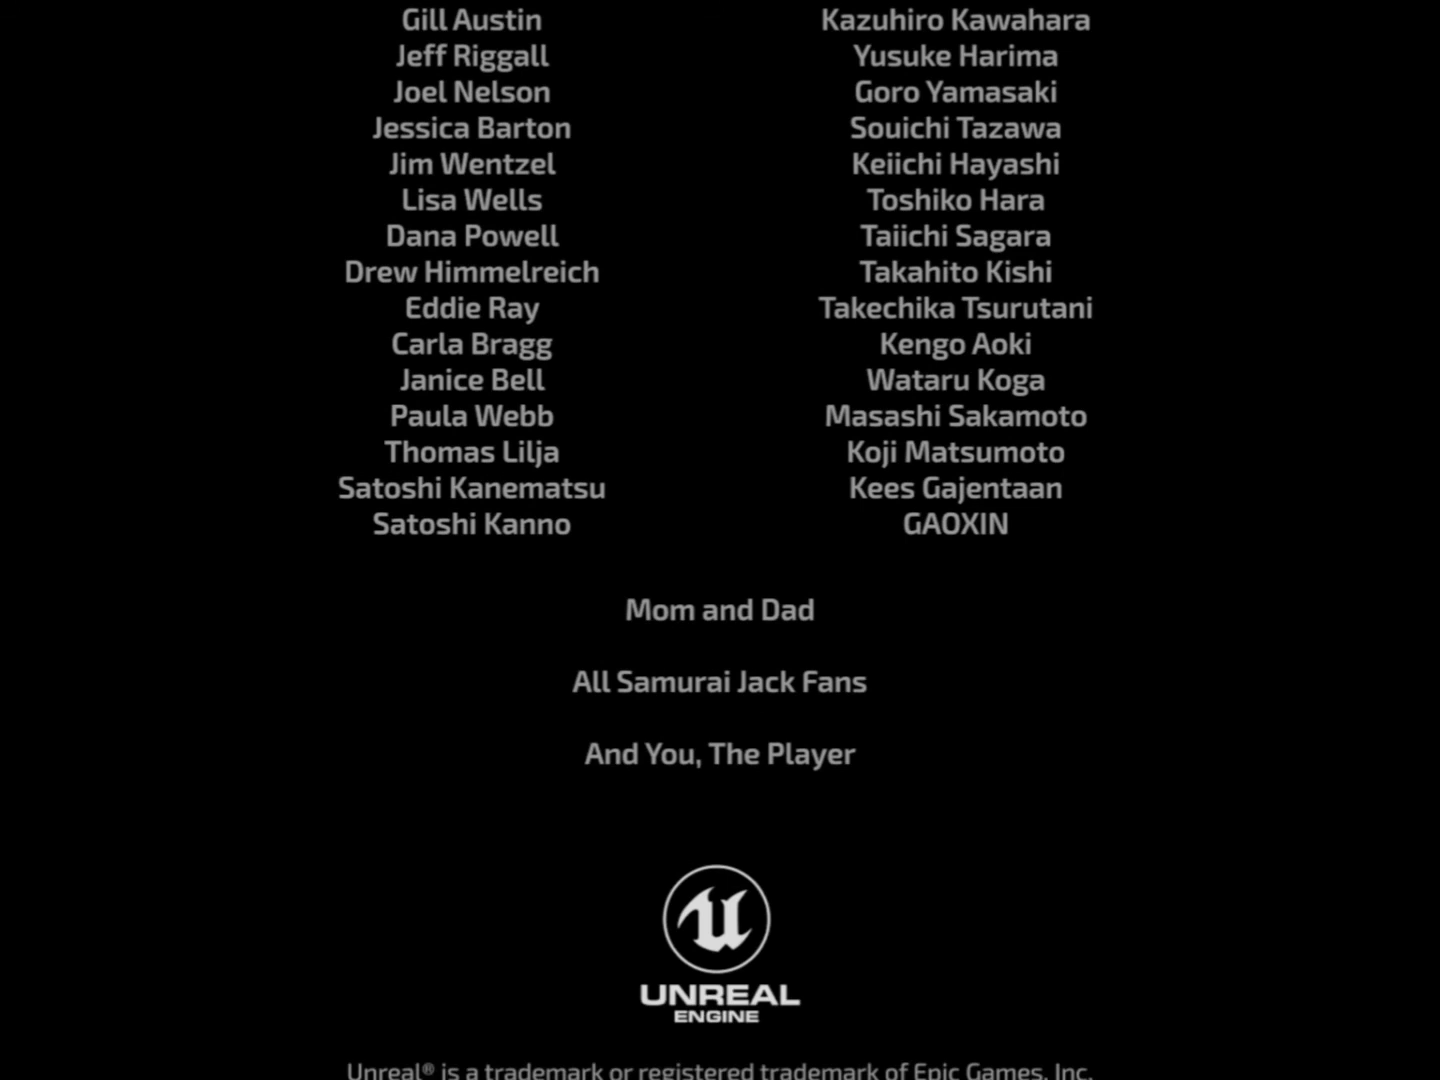 Gill Austin
Jeff Riggall
Joel Nelson
Jessica Barton
Jim Wentzel
Lisa Wells
Dana Powell
Drew Himmelreich
Eddie Ray
Carla Bragg
Janice Bell
Paula Webb
Thomas Lilja
Satoshi Kanematsu
Satoshi Kanno
Kazuhiro Kawahara
Yusuke Harima
Goro Yamasaki
Souichi Tazawa
Keiichi Hayashi
Toshiko Hara
Taiichi Sagara
Takahito Kishi
Takechika Tsurutani
Kengo Aoki
Wataru Koga
Masashi Sakamoto
Koji Matsumoto
Kees Gajentaan
GAOXIN
Mom and Dad
All Samurai Jack Fans
And You, The Player
UNREAL
ENGINE
Unreal® is a trademark or registered trademark of Epic Games, Inc.